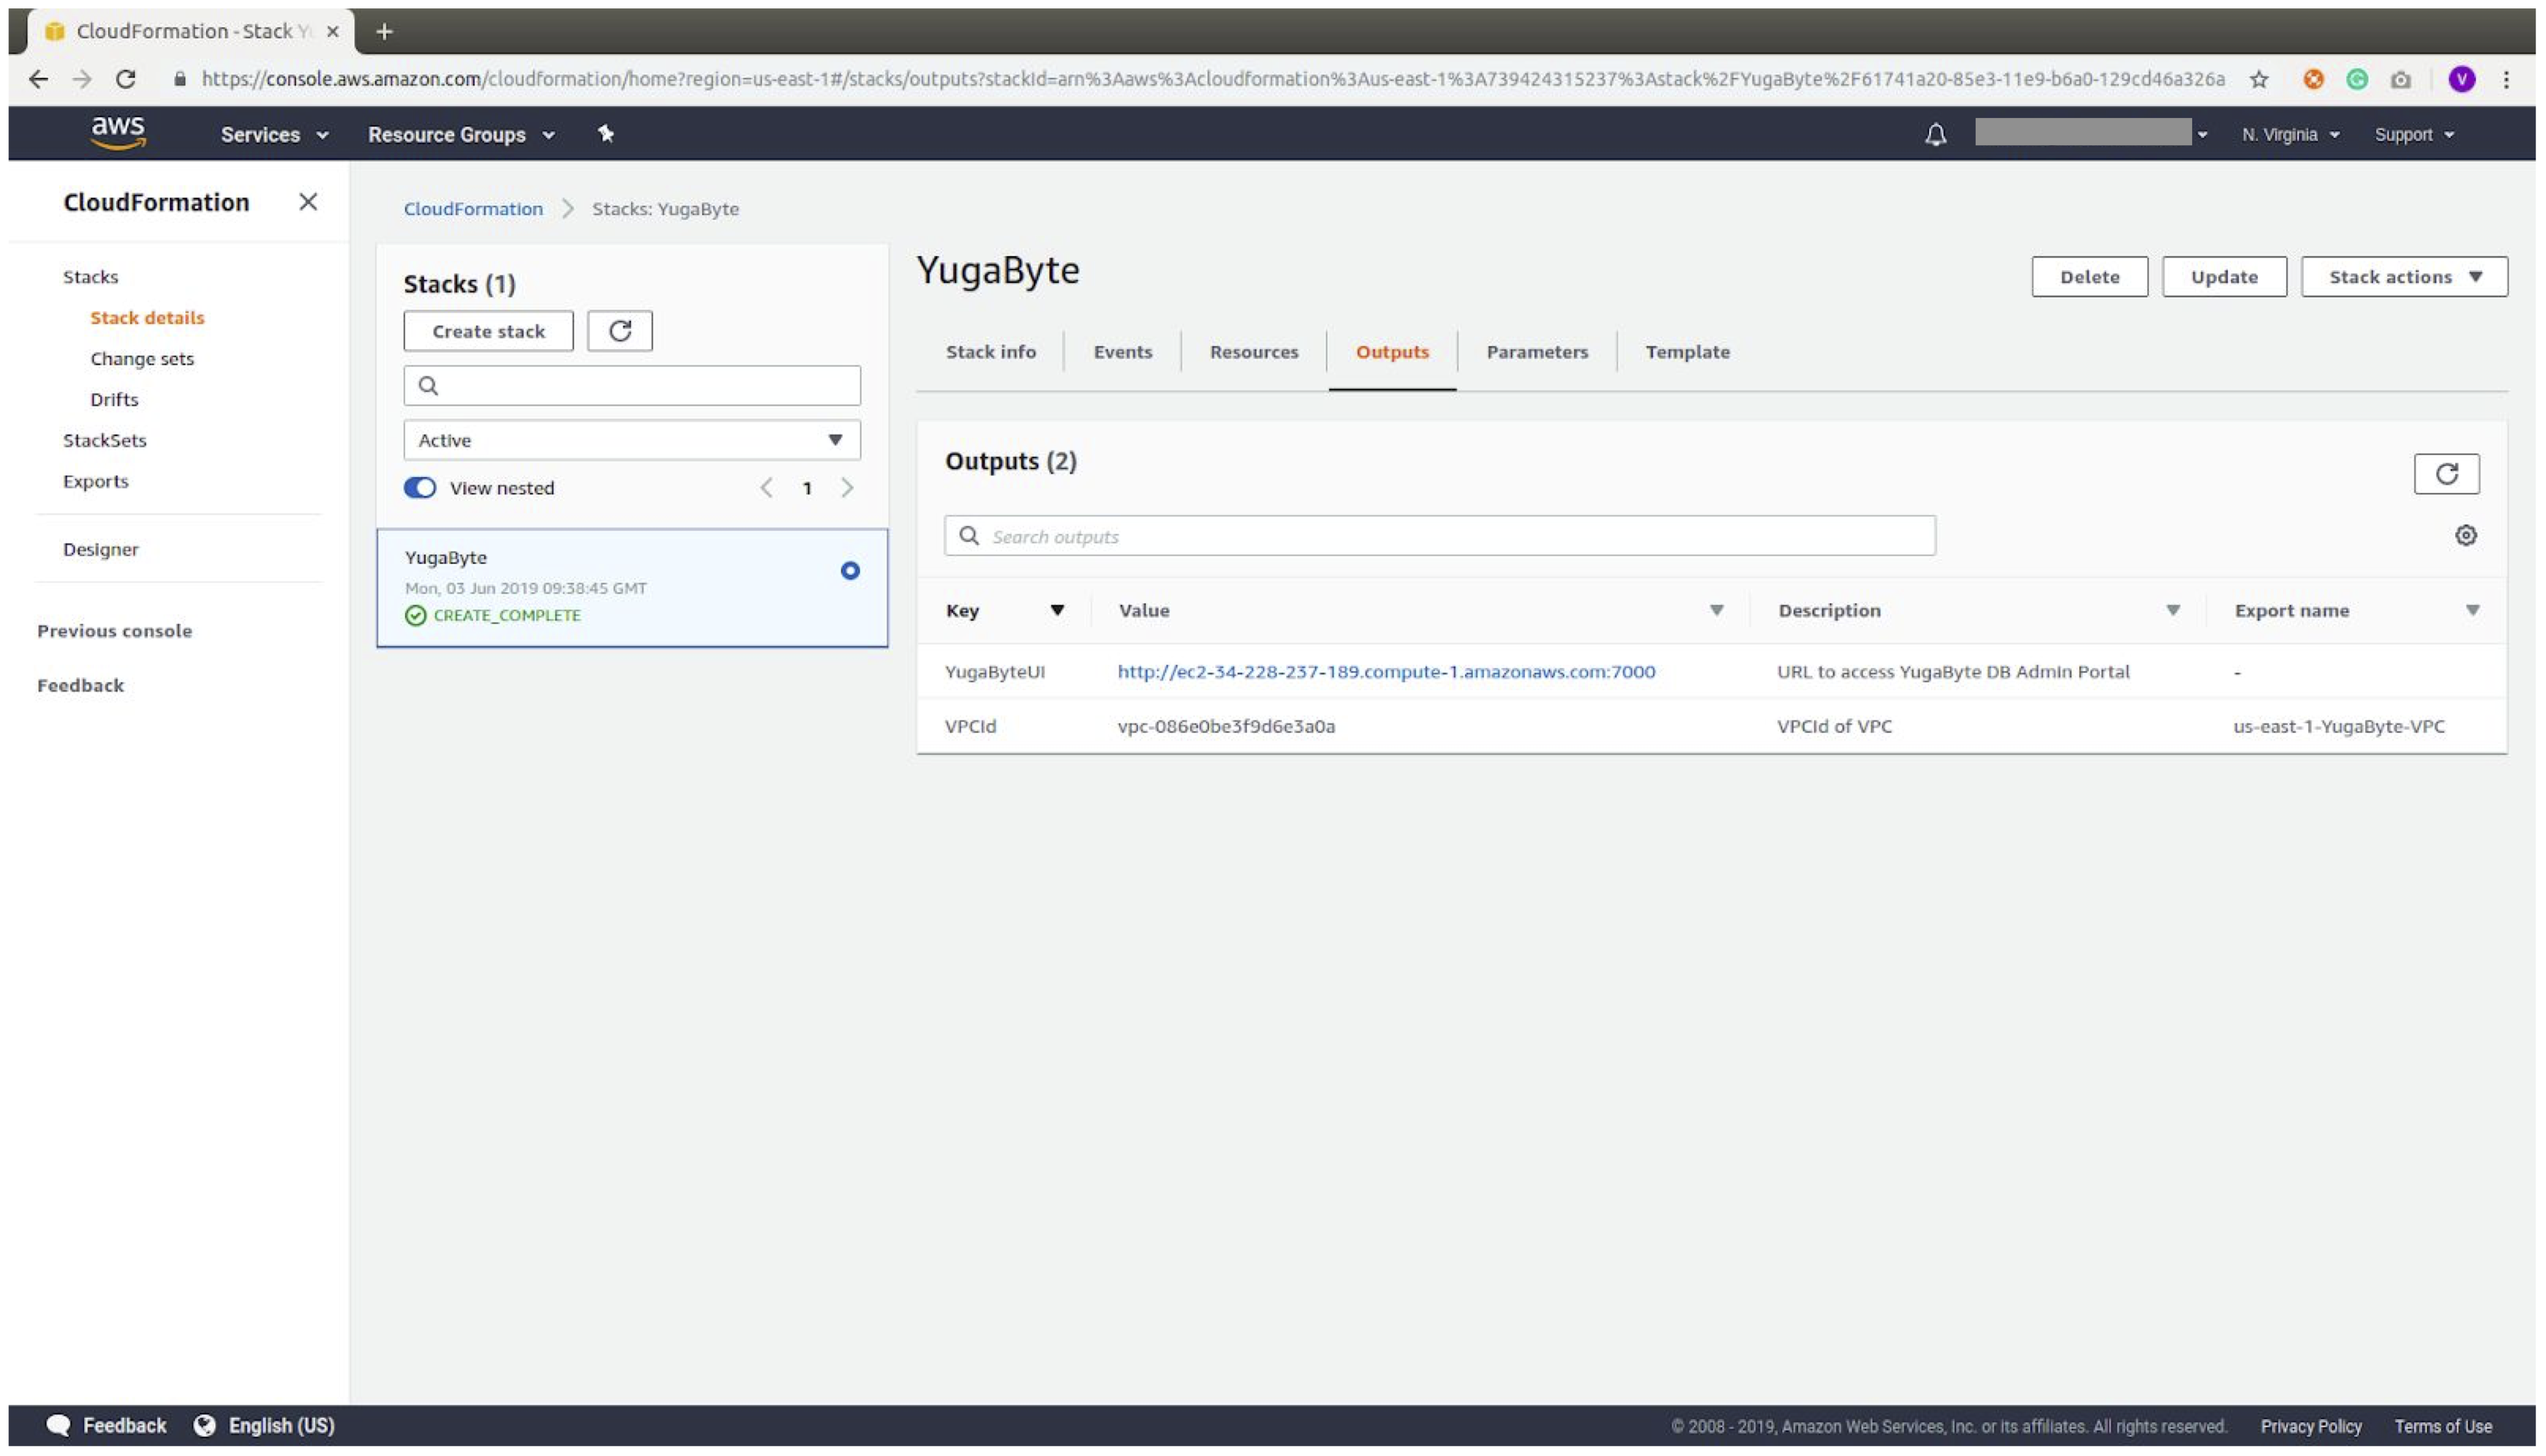 CloudFormation - Stack Yu
https://console.aws.amazon.com/cloudformation/home?region=us-east-1#/stacks/outputs?stackId=arn%3Aaws%3Acloudformation%3Aus-east-1%3A739424315237%3Astack%2FYugaByte%2F61741a20-85e3-11e9-b6a0-129cd46a326a
V
aws Services Resource Groups N. Virginia Support
CloudFormation
Stacks
Stack details
Change sets
Drifts
StackSets
Exports
Designer
Previous console
Feedback
CloudFormation > Stacks: YugaByte
Stacks (1)
Create stack
Active
View nested 1
YugaByte
Mon, 03 Jun 2019 09:38:45 GMT
CREATE_COMPLETE
YugaByte
Delete Update Stack actions
Stack info Events Resources Outputs Parameters Template
Outputs (2)
Search outputs
Key Value Description Export name
YugaByteUI http://ec2-34-228-237-189.compute-1.amazonaws.com:7000 URL to access YugaByte DB Admin Portal -
VPCId vpc-086e0be3f9d6e3a0a VPCId of VPC us-east-1-YugaByte-VPC
Feedback English (US) © 2008 - 2019, Amazon Web Services, Inc. or its affiliates. All rights reserved. Privacy Policy Terms of Use